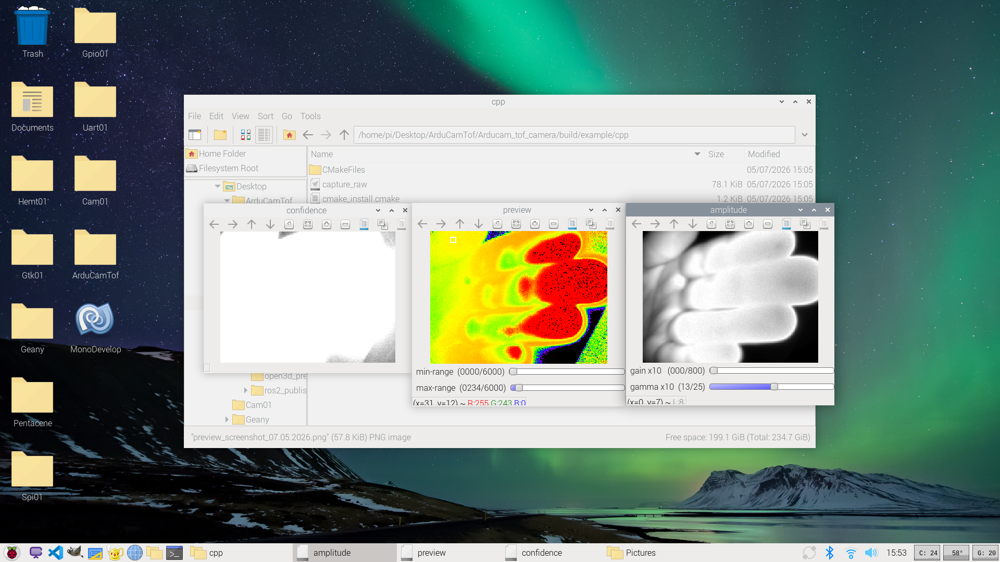 Trash
Gpio01
Documents
Uart01
Hemt01
Cam01
Gtk01
ArduCamTof
Geany
MonoDevelop
Pentacene
Spi01
cpp
File Edit View Sort Go Tools
/home/pi/Desktop/ArduCamTof/Arducam_tof_camera/build/example/cpp
Home Folder
Filesystem Root
Desktop
ArduCamTof
Name Size Modified
CMakeFiles 05/07/2026 15:05
capture_raw 78.1 KiB 05/07/2026 15:05
cmake_install.cmake 1.2 KiB 05/07/2026 15:05
confidence
preview
min-range (0000/6000)
max-range (0234/6000)
(x=31, y=12) ~ R:255 G:243 B:0
amplitude
gain x10 (000/800)
gamma x10 (13/25)
(x=0, y=7) ~ L:8
open3d_pre
ros2_publis
Cam01
Geany
"preview_screenshot_07.05.2026.png" (57.8 KiB) PNG image
Free space: 199.1 GiB (Total: 234.7 GiB)
cpp
amplitude
preview
confidence
Pictures
15:53
C: 24
58°
G: 20